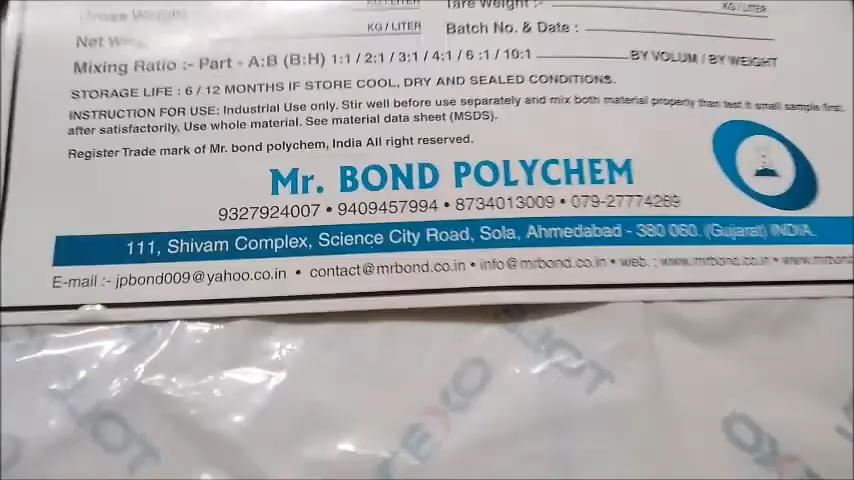 Gross Weight
Tare Weight :-
KG / LITER
Net
KG / LITER
Batch No. & Date :
Mixing Ratio :- Part - A:B (B:H) 1:1 / 2:1 / 3:1 / 4:1 / 6 :1 / 10:1 BY VOLUM / BY WEIGHT
STORAGE LIFE : 6 / 12 MONTHS IF STORE COOL, DRY AND SEALED CONDITIONS.
INSTRUCTION FOR USE: Industrial Use only. Stir well before use separately and mix both material properly than test it small sample first.
after satisfactorily, Use whole material. See material data sheet (MSDS).
Register Trade mark of Mr. bond polychem, India All right reserved.
Mr. BOND POLYCHEM
9327924007 • 9409457994 • 8734013009 • 079-27774269
111, Shivam Complex, Science City Road, Sola, Ahmedabad - 380 060. (Gujarat) INDIA.
E-mail :- jpbond009@yahoo.co.in • contact@mrbond.co.in • info@mrbond.co.in • web. : www.mrbond.co.in • www.mrbond